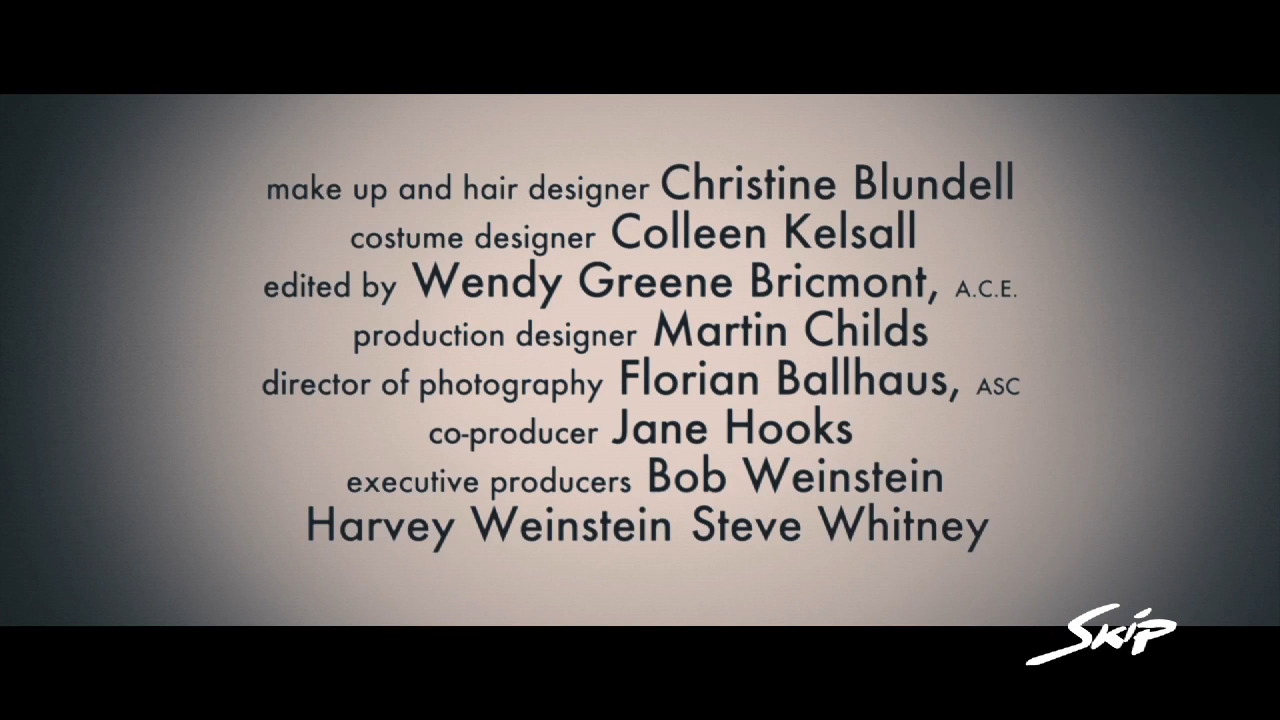 make up and hair designer Christine Blundell
costume designer Colleen Kelsall
edited by Wendy Greene Bricmont, A.C.E.
production designer Martin Childs
director of photography Florian Ballhaus, ASC
co-producer Jane Hooks
executive producers Bob Weinstein
Harvey Weinstein Steve Whitney
SKIP